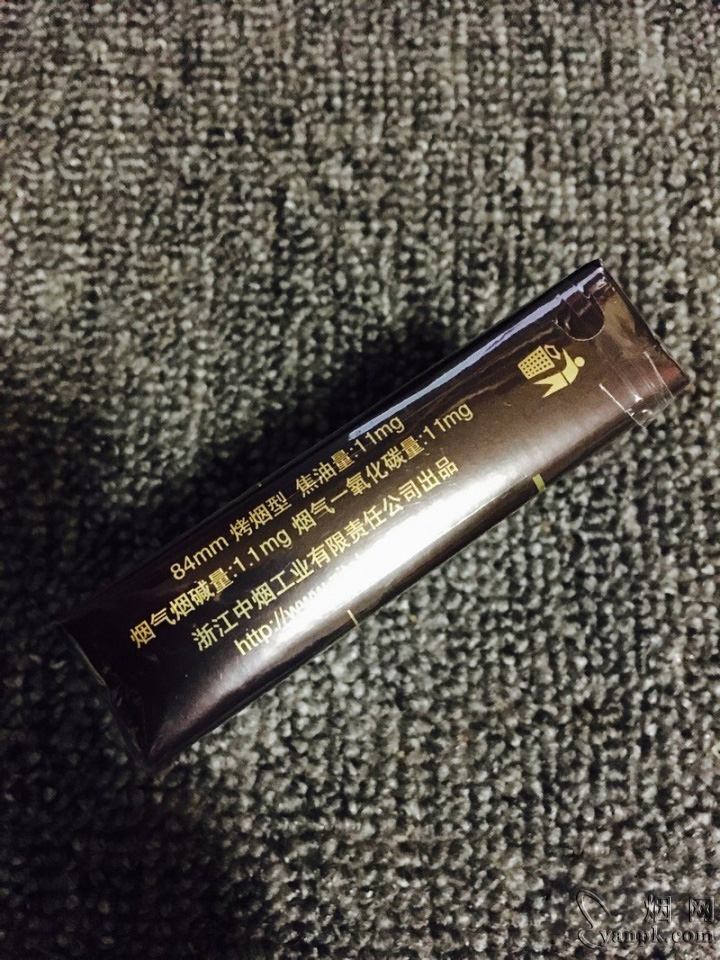 84mm 烤烟型 焦油量:11mg
烟气烟碱量:1.1mg 烟气一氧化碳量:11mg
浙江中烟工业有限责任公司出品
http://www.
烟网
yanpk.com